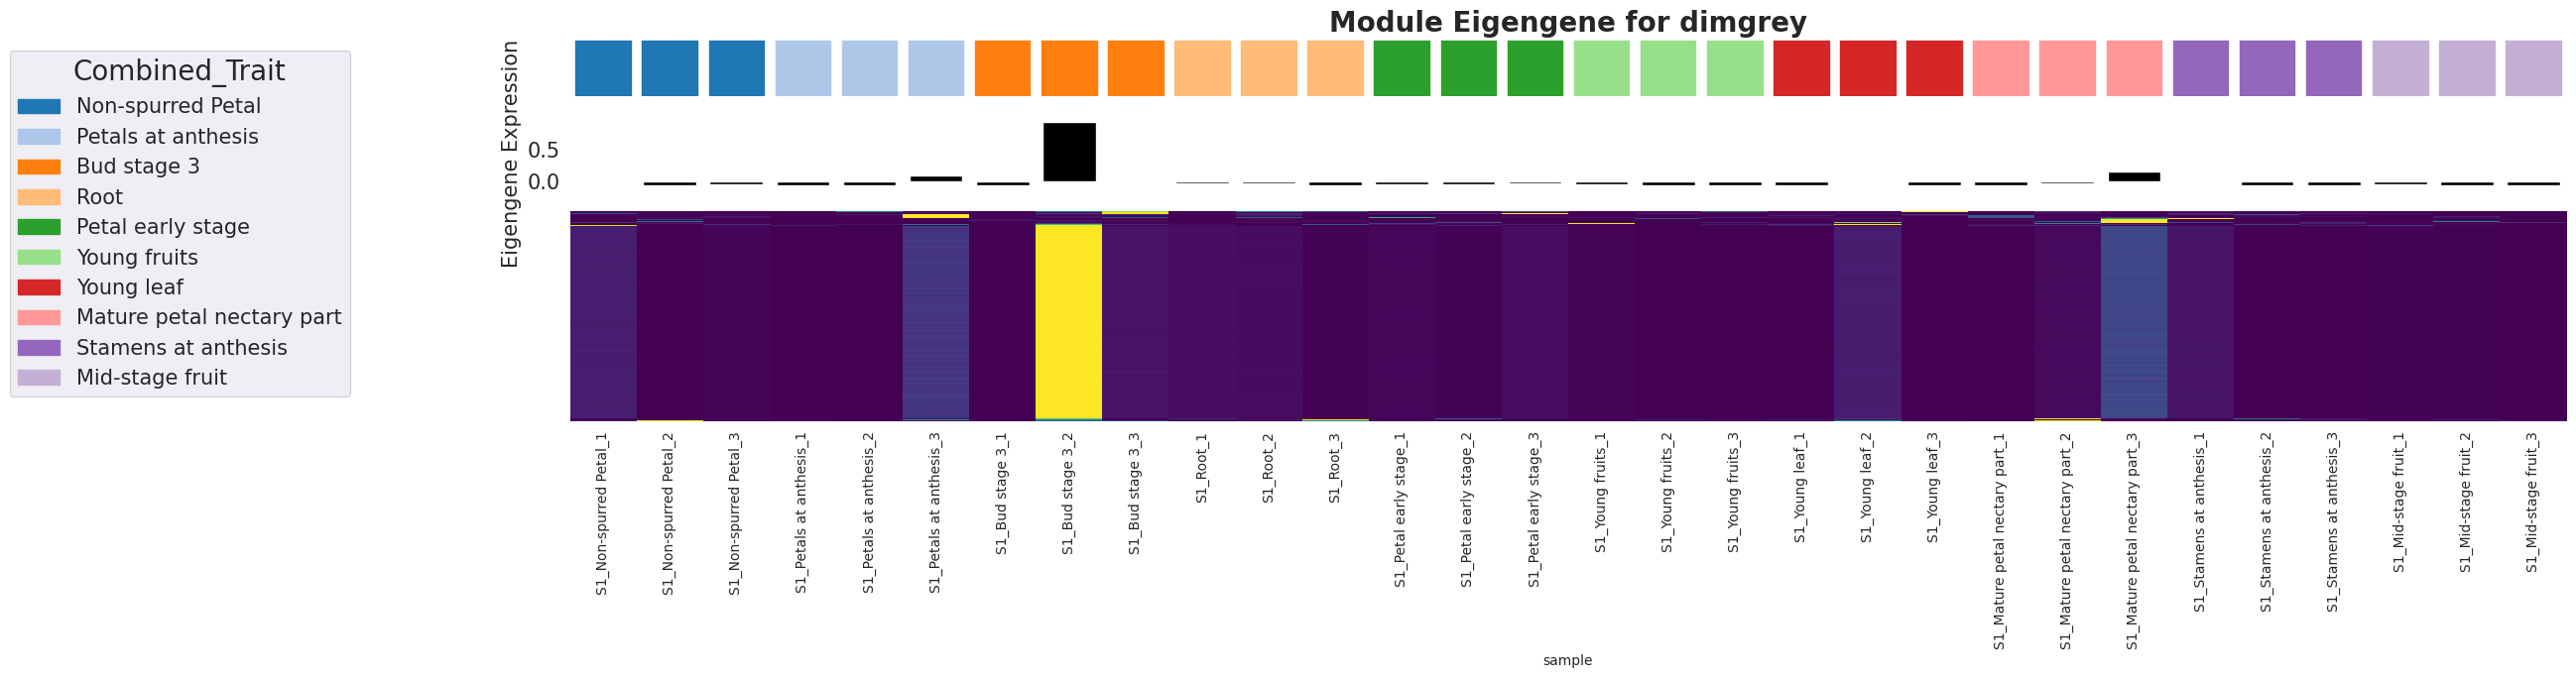 Module Eigengene for dimgrey
Combined_Trait
Non-spurred Petal
Petals at anthesis
Bud stage 3
Root
Petal early stage
Young fruits
Young leaf
Mature petal nectary part
Stamens at anthesis
Mid-stage fruit
Eigengene Expression
0.5
0.0
S1_Non-spurred Petal_1
S1_Non-spurred Petal_2
S1_Non-spurred Petal_3
S1_Petals at anthesis_1
S1_Petals at anthesis_2
S1_Petals at anthesis_3
S1_Bud stage 3_1
S1_Bud stage 3_2
S1_Bud stage 3_3
S1_Root_1
S1_Root_2
S1_Root_3
S1_Petal early stage_1
S1_Petal early stage_2
S1_Petal early stage_3
S1_Young fruits_1
S1_Young fruits_2
S1_Young fruits_3
S1_Young leaf_1
S1_Young leaf_2
S1_Young leaf_3
S1_Mature petal nectary part_1
S1_Mature petal nectary part_2
S1_Mature petal nectary part_3
S1_Stamens at anthesis_1
S1_Stamens at anthesis_2
S1_Stamens at anthesis_3
S1_Mid-stage fruit_1
S1_Mid-stage fruit_2
S1_Mid-stage fruit_3
sample